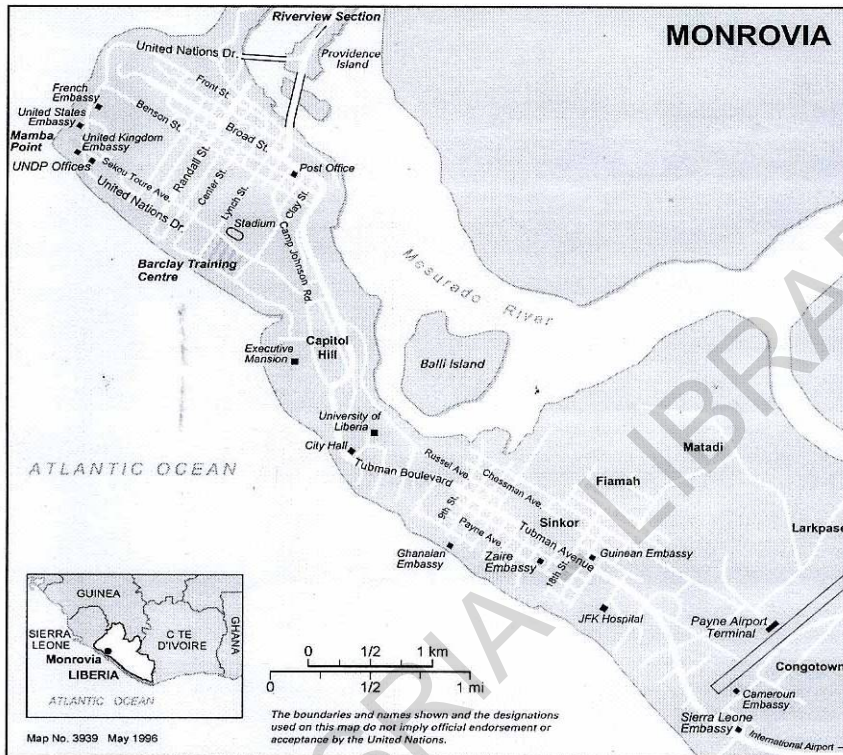 MONROVIA
Riverview Section
United Nations Dr.
Providence
Island
Front St.
French
Embassy
United States
Embassy
Benson St.
Broad St.
Mamba
Point
United Kingdom
Embassy
UNDP Offices
Sekou Toure Ave.
Randall St.
Post Office
Center St.
United Nations Dr.
Lynch St.
Clay St.
Stadium
Camp Johnson Rd.
Barclay Training
Centre
Mesurado River
Capitol
Hill
Executive
Mansion
Balli Island
University of
Liberia
City Hall
Tubman Boulevard
Russel Ave.
Chessman Ave.
Matadi
Fiamah
ATLANTIC OCEAN
9th St.
Payne Ave.
Sinkor
Tubman Avenue
Larkpase
Ghanaian
Embassy
Zaire
Embassy
18th St.
Guinean Embassy
JFK Hospital
Payne Airport
Terminal
Congotown
Cameroun
Embassy
Sierra Leone
Embassy
International Airport
GUINEA
SIERRA
LEONE
C TE
D'IVOIRE
GHANA
Monrovia
LIBERIA
ATLANTIC OCEAN
0 1/2 1 km
0 1/2 1 mi
Map No. 3939 May 1996
The boundaries and names shown and the designations
used on this map do not imply official endorsement or
acceptance by the United Nations.
RIA LIBRAR